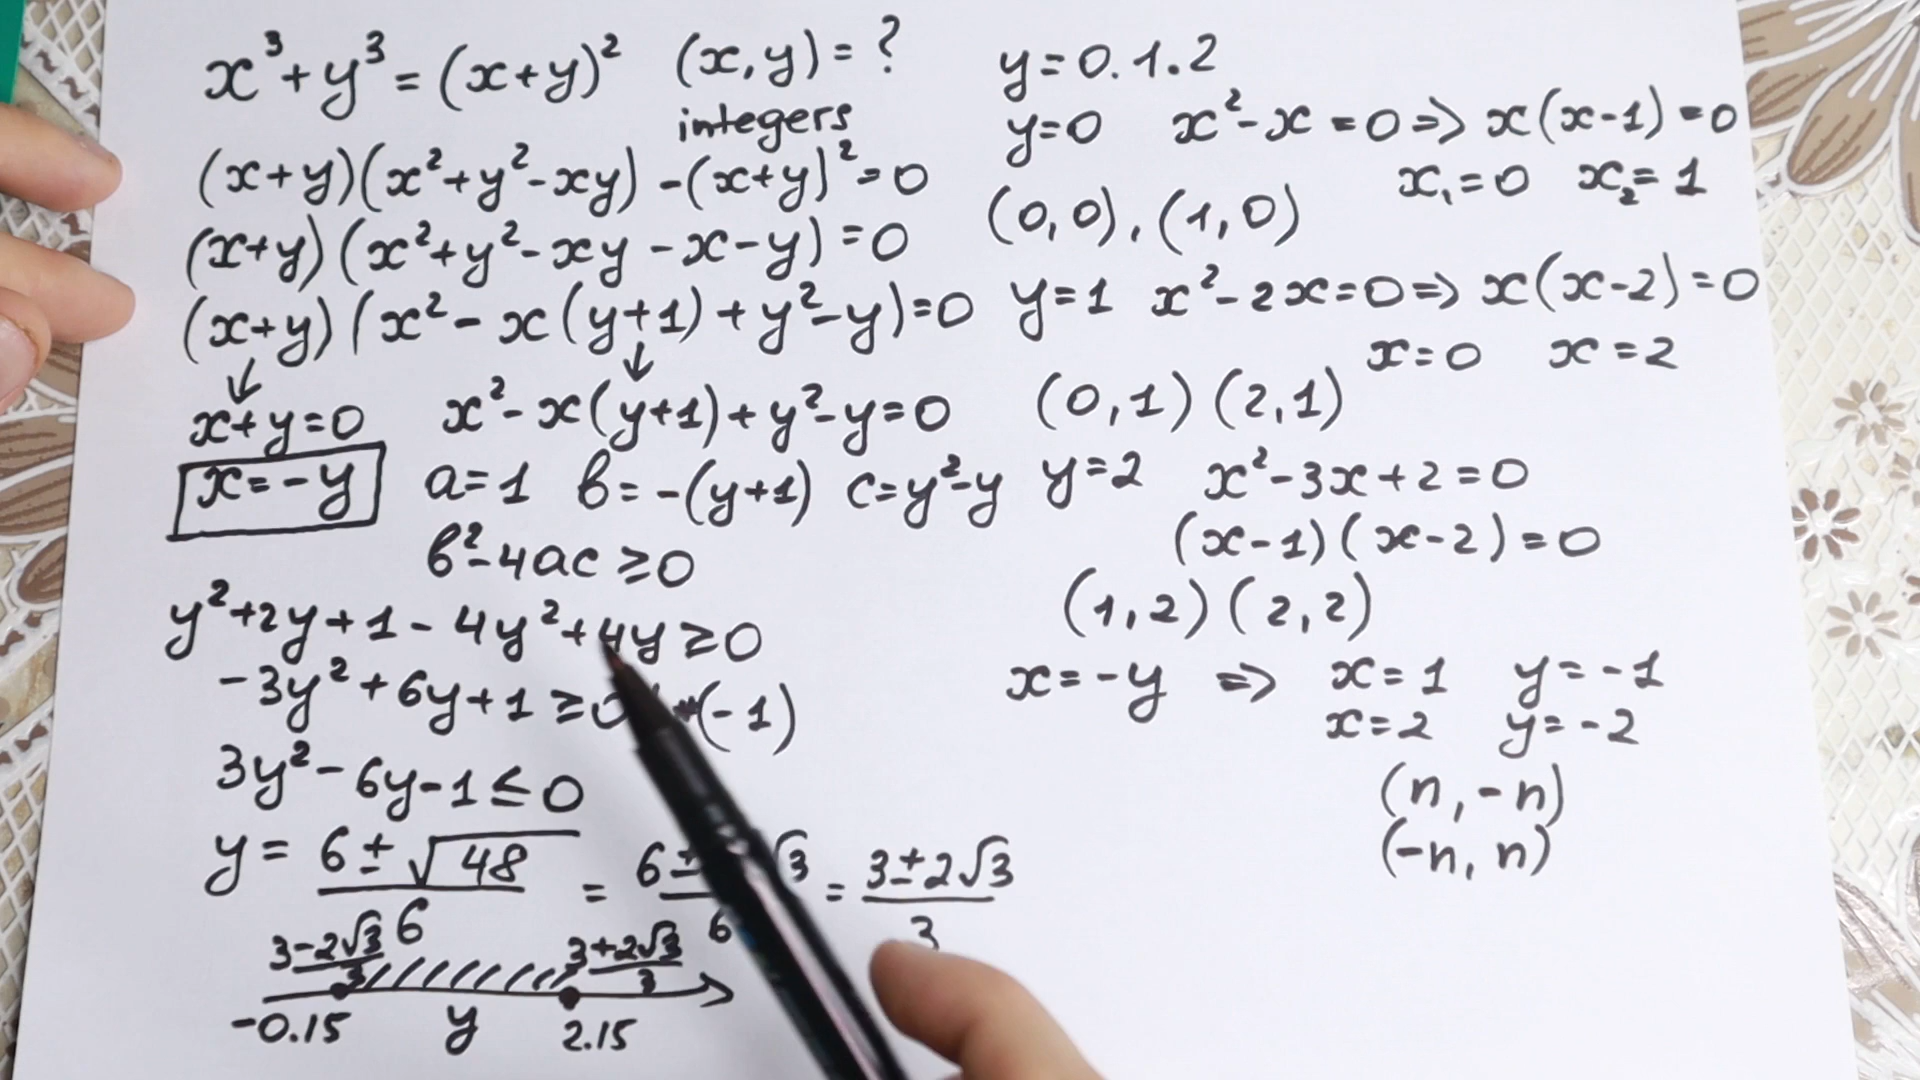 x³+y³=(x+y)² (x,y)=?
integers
(x+y)(x²+y²-xy)-(x+y)²=0
(x+y)(x²+y²-xy-x-y)=0
(x+y)(x²-x(y+1)+y²-y)=0
↓ ↓
x+y=0 x²-x(y+1)+y²-y=0
x=-y a=1 b=-(y+1) c=y²-y
b²-4ac≥0
y²+2y+1-4y²+4y≥0
-3y²+6y+1≥0 (-1)
3y²-6y-1≤0
y=(6±√48)/6 = = (3±2√3)/3
(3-2√3)/3 (3+2√3)/3
-0.15 y 2.15
y=0.1.2
y=0 x²-x=0⇒x(x-1)=0
x₁=0 x₂=1
(0,0),(1,0)
y=1 x²-2x=0⇒x(x-2)=0
x=0 x=2
(0,1)(2,1)
y=2 x²-3x+2=0
(x-1)(x-2)=0
(1,2)(2,2)
x=-y ⇒ x=1 y=-1
x=2 y=-2
(n,-n)
(-n,n)